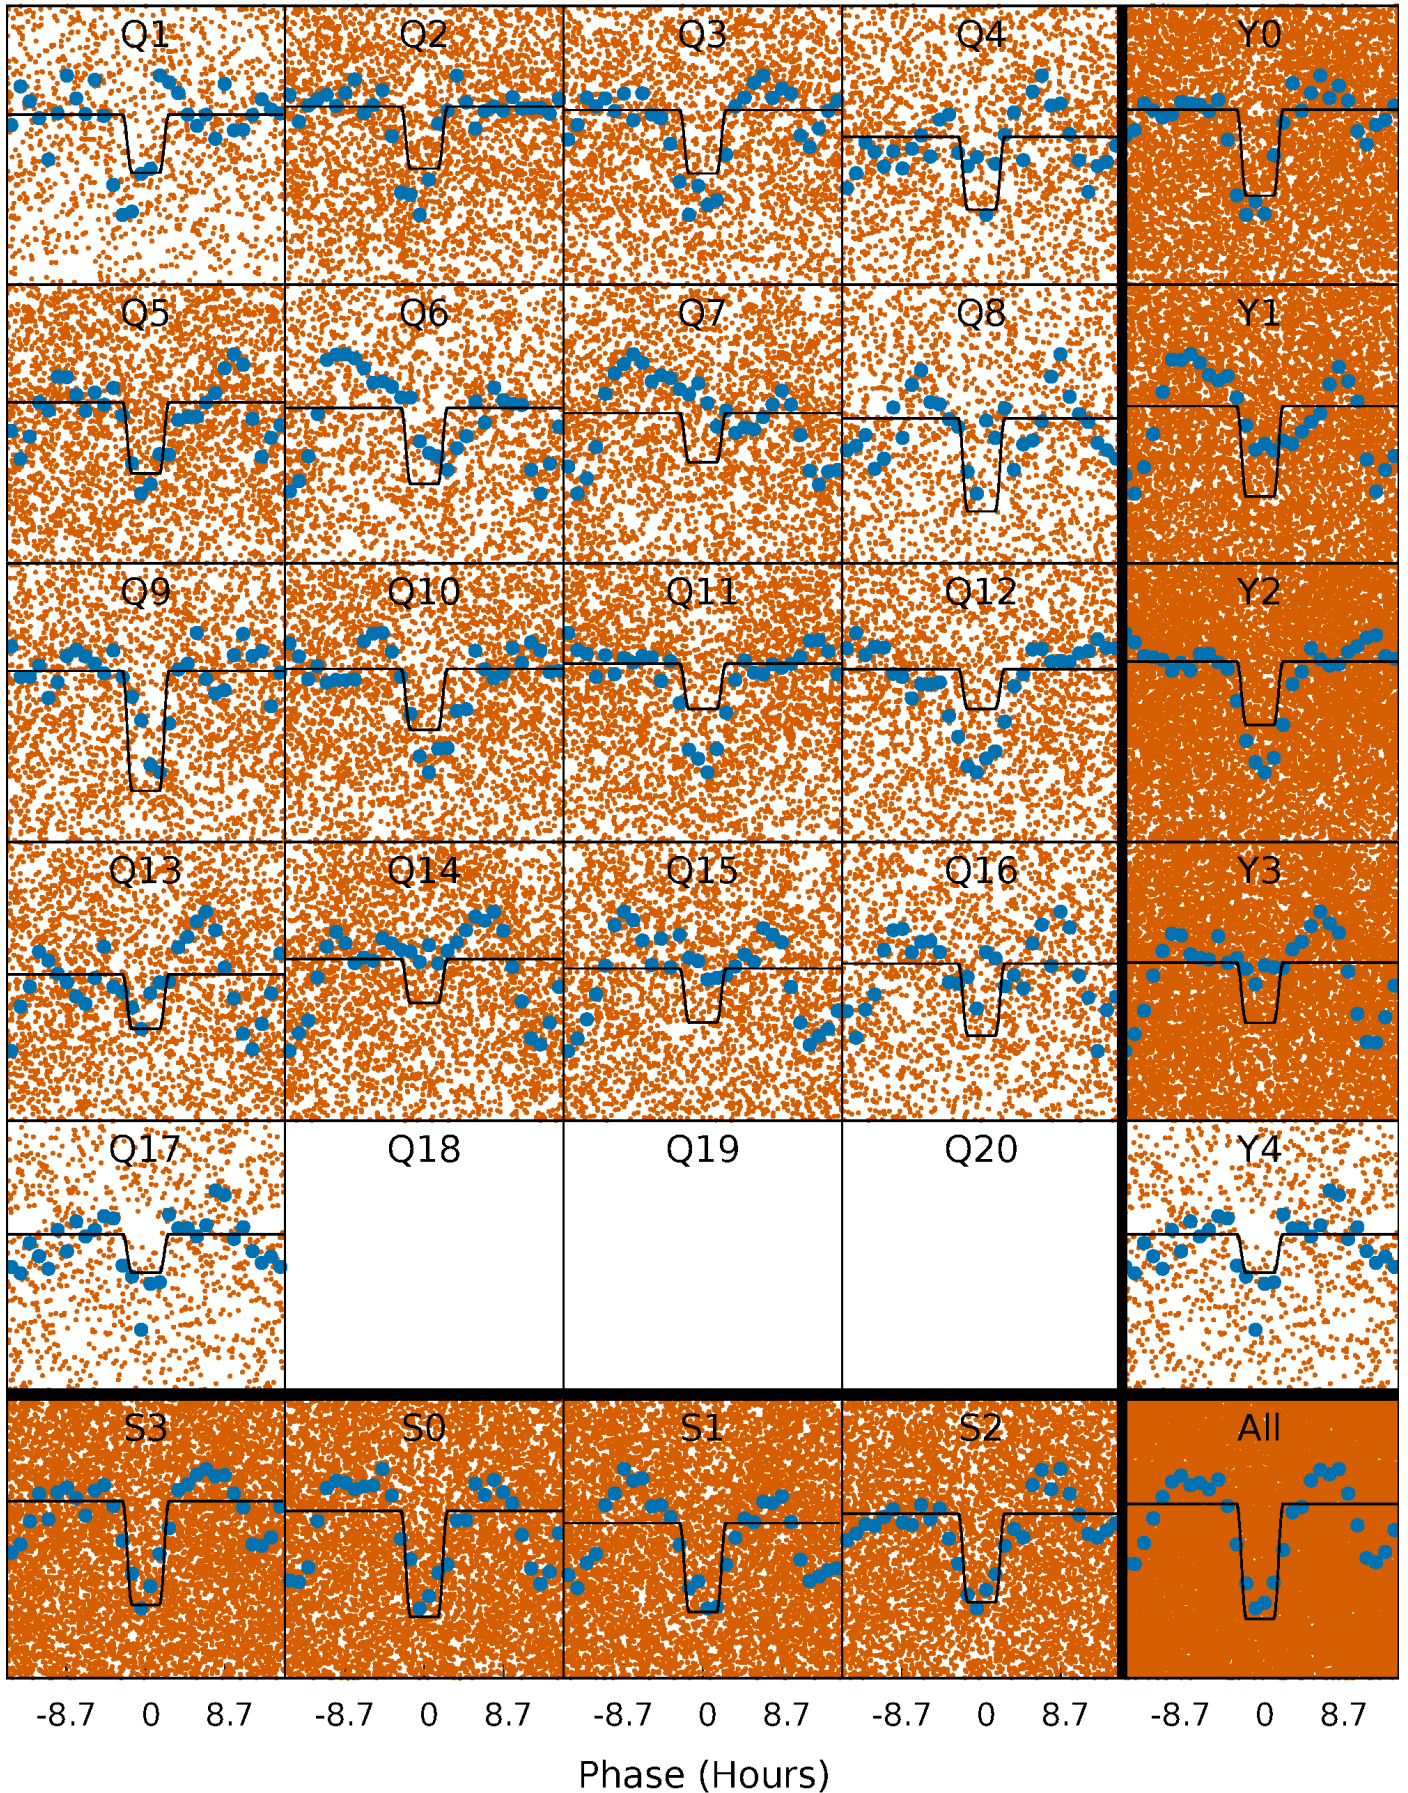 Q1 Q2 Q3 Q4 Y0
Q5 Q6 Q7 Q8 Y1
Q9 Q10 Q11 Q12 Y2
Q13 Q14 Q15 Q16 Y3
Q17 Q18 Q19 Q20 Y4
S3 S0 S1 S2 All
-8.7 0 8.7 -8.7 0 8.7 -8.7 0 8.7 -8.7 0 8.7 -8.7 0 8.7
Phase (Hours)